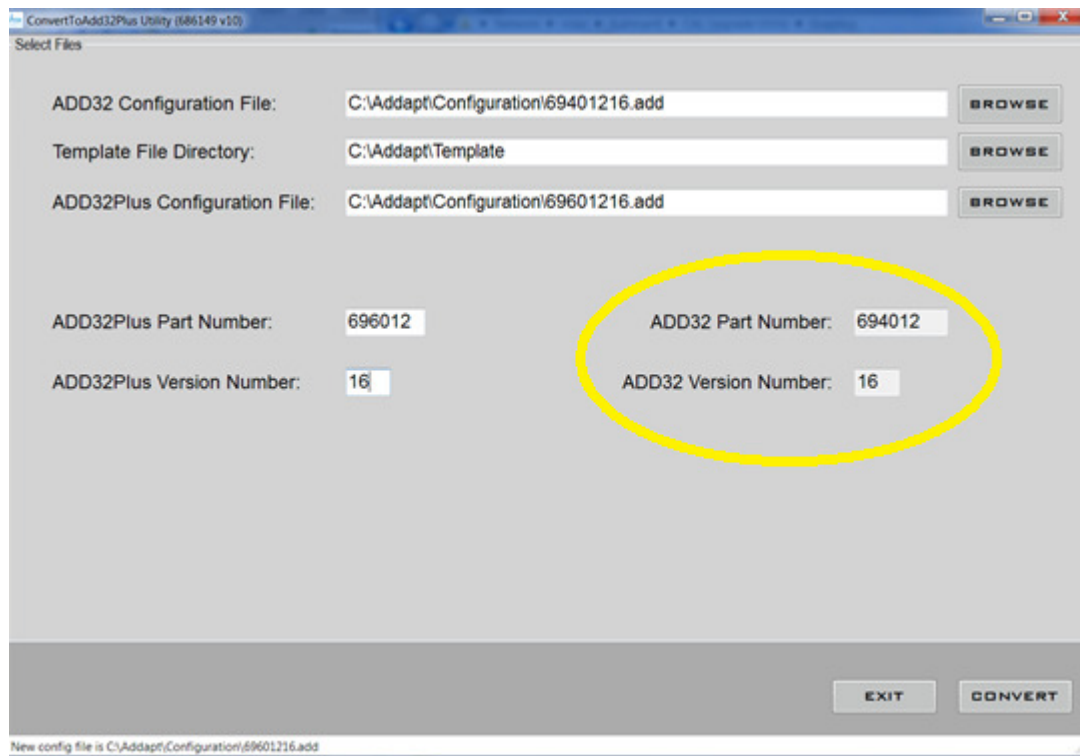 ConvertToAdd32Plus Utility (686149 v10)
Select Files
ADD32 Configuration File: C:\Addapt\Configuration\69401216.add BROWSE
Template File Directory: C:\Addapt\Template BROWSE
ADD32Plus Configuration File: C:\Addapt\Configuration\69601216.add BROWSE
ADD32Plus Part Number: 696012 ADD32 Part Number: 694012
ADD32Plus Version Number: 16 ADD32 Version Number: 16
EXIT CONVERT
New config file is C:\Addapt\Configuration\69601216.add